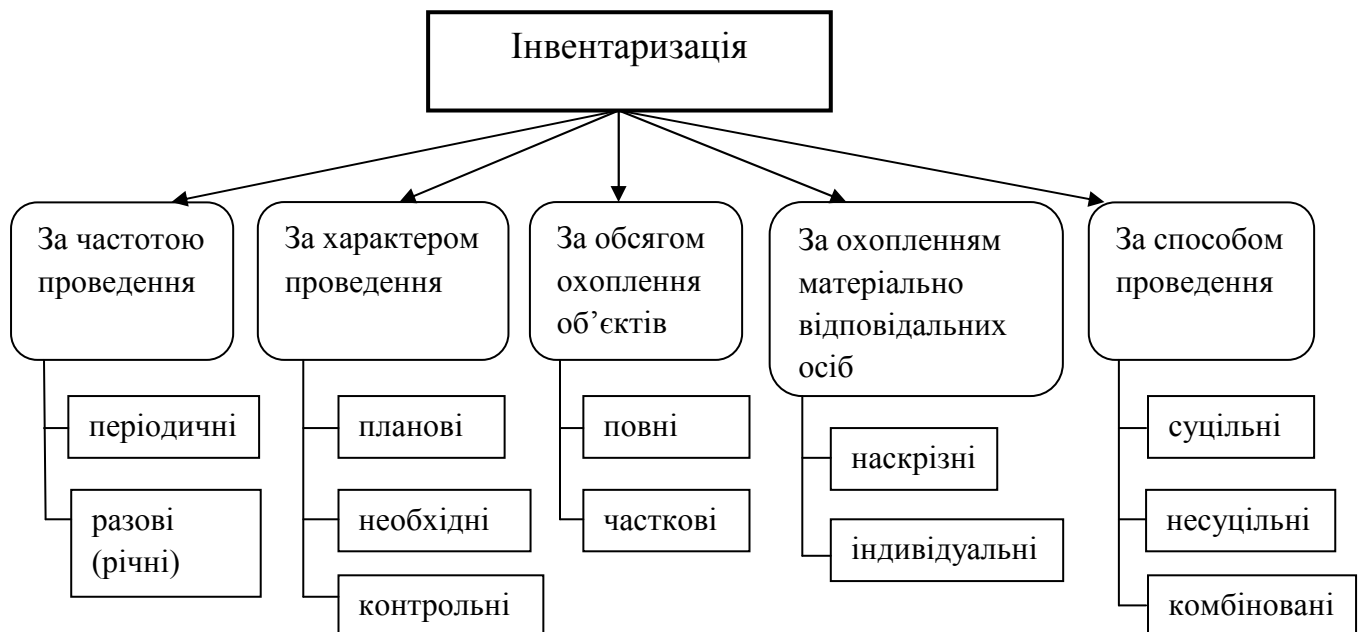 Інвентаризація
За частотою
проведення
періодичні
разові
(річні)
За характером
проведення
планові
необхідні
контрольні
За обсягом
охоплення
об’єктів
повні
часткові
За охопленням
матеріально
відповідальних
осіб
наскрізні
індивідуальні
За способом
проведення
суцільні
несуцільні
комбіновані